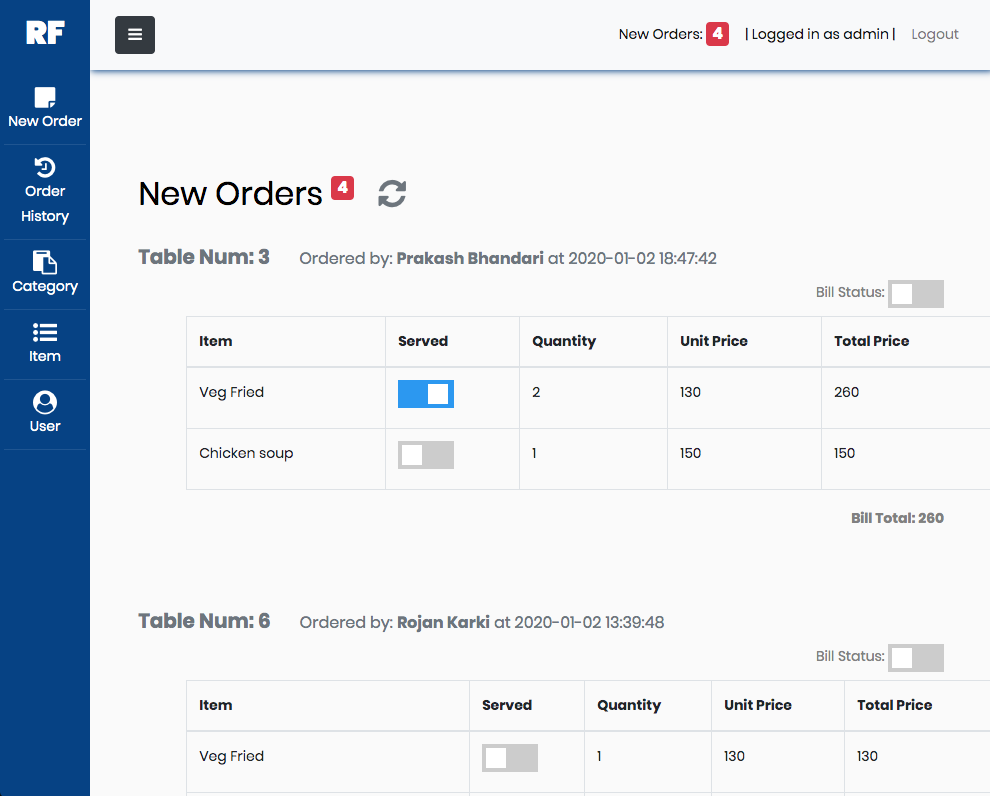 RF
New Orders: 4 | Logged in as admin | Logout
New Order
Order
History
Category
Item
User
New Orders 4
Table Num: 3 Ordered by: Prakash Bhandari at 2020-01-02 18:47:42
Bill Status:
Item Served Quantity Unit Price Total Price
Veg Fried 2 130 260
Chicken soup 1 150 150
Bill Total: 260
Table Num: 6 Ordered by: Rojan Karki at 2020-01-02 13:39:48
Bill Status:
Item Served Quantity Unit Price Total Price
Veg Fried 1 130 130